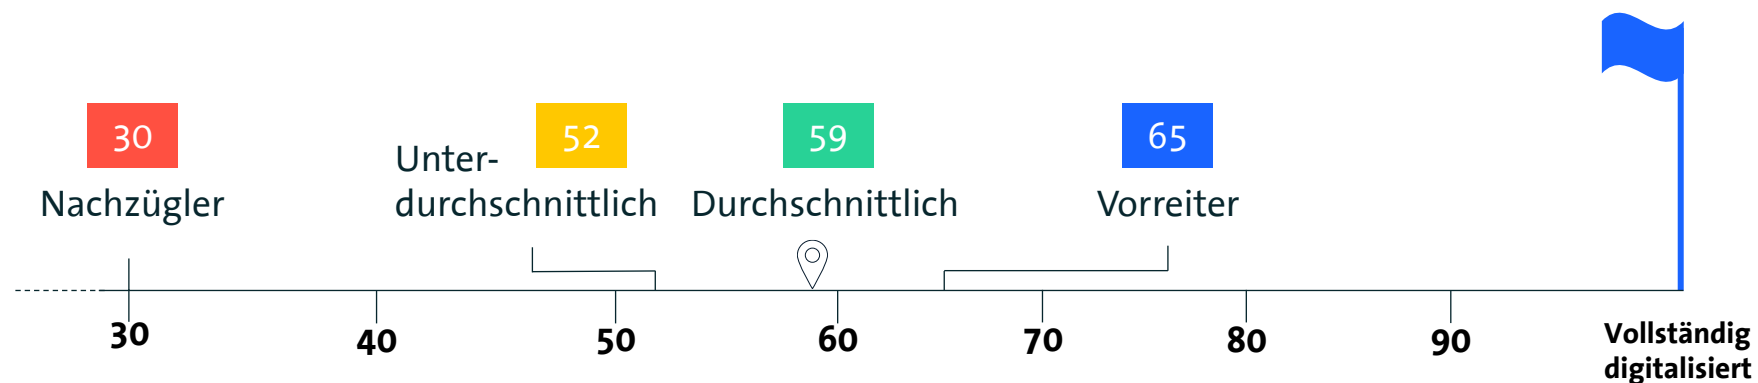 30
Nachzügler
52
Unter-
durchschnittlich
59
Durchschnittlich
65
Vorreiter
30 40 50 60 70 80 90
Vollständig
digitalisiert